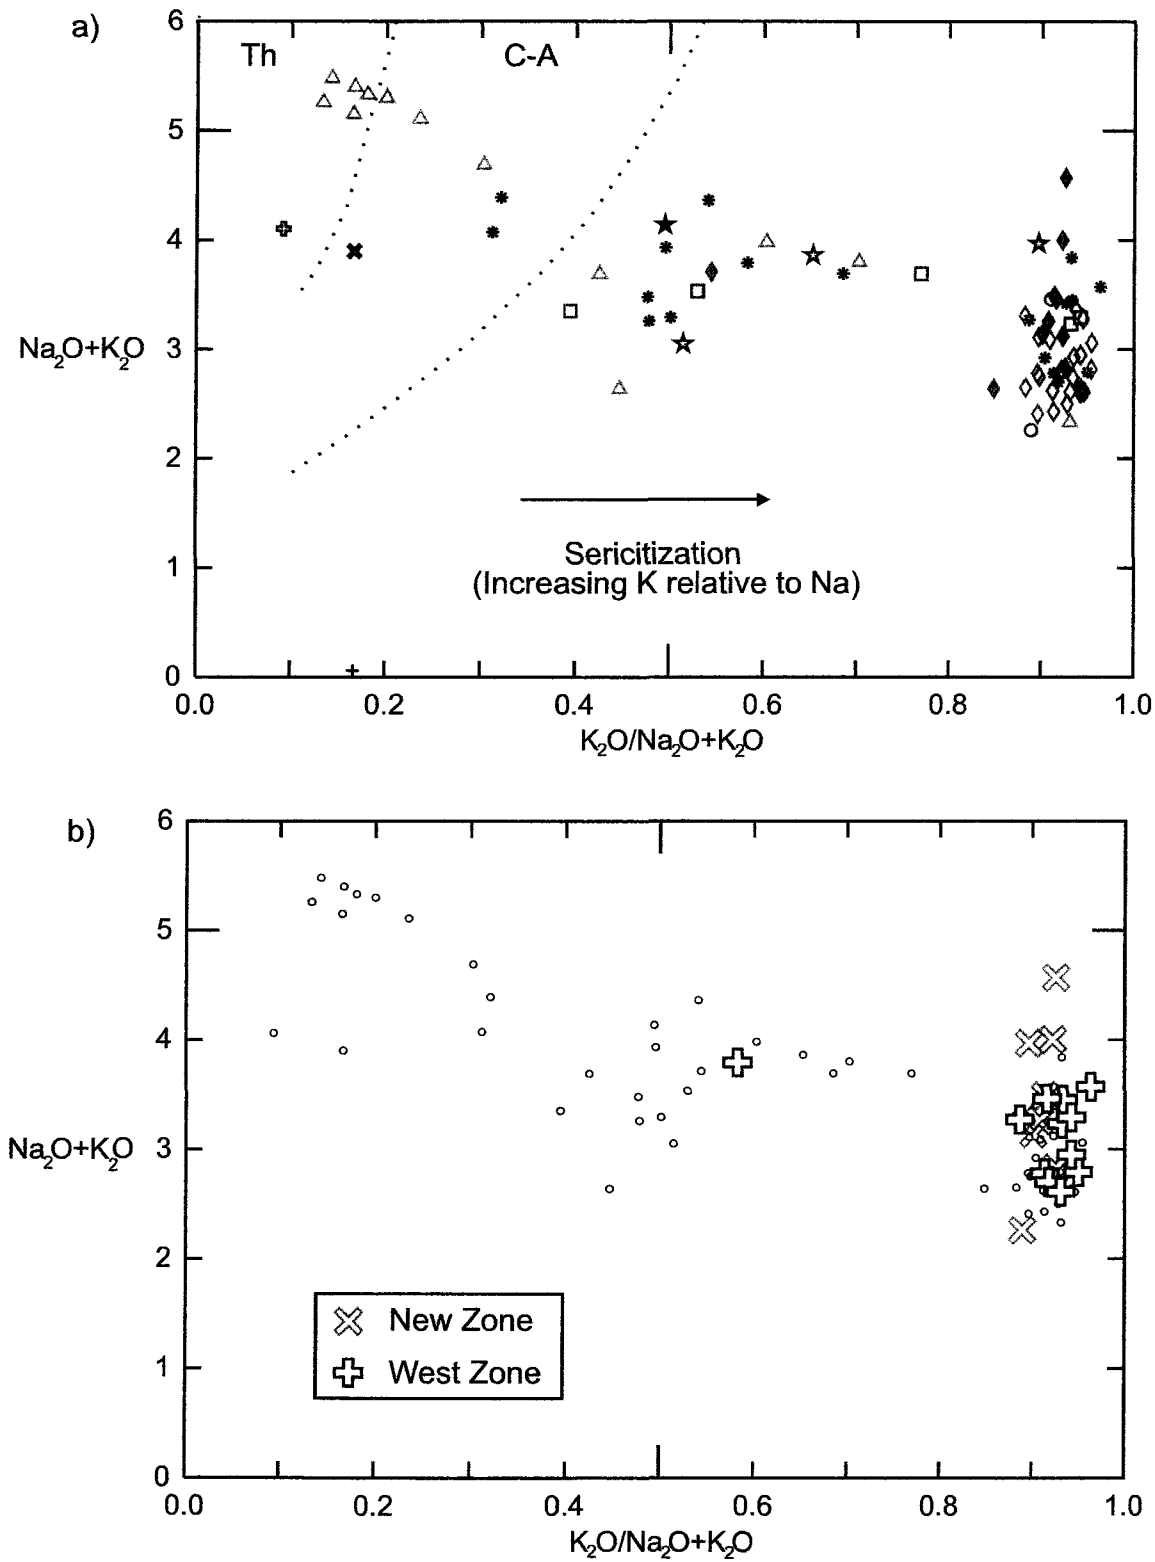 a)
6
Th
C-A
5
4
Na₂O+K₂O
3
2
Sericitization
1
(Increasing K relative to Na)
0
0.0 0.2 0.4 0.6 0.8 1.0
K₂O/Na₂O+K₂O
b)
6
5
4
Na₂O+K₂O
3
2
New Zone
1
West Zone
0
0.0 0.2 0.4 0.6 0.8 1.0
K₂O/Na₂O+K₂O